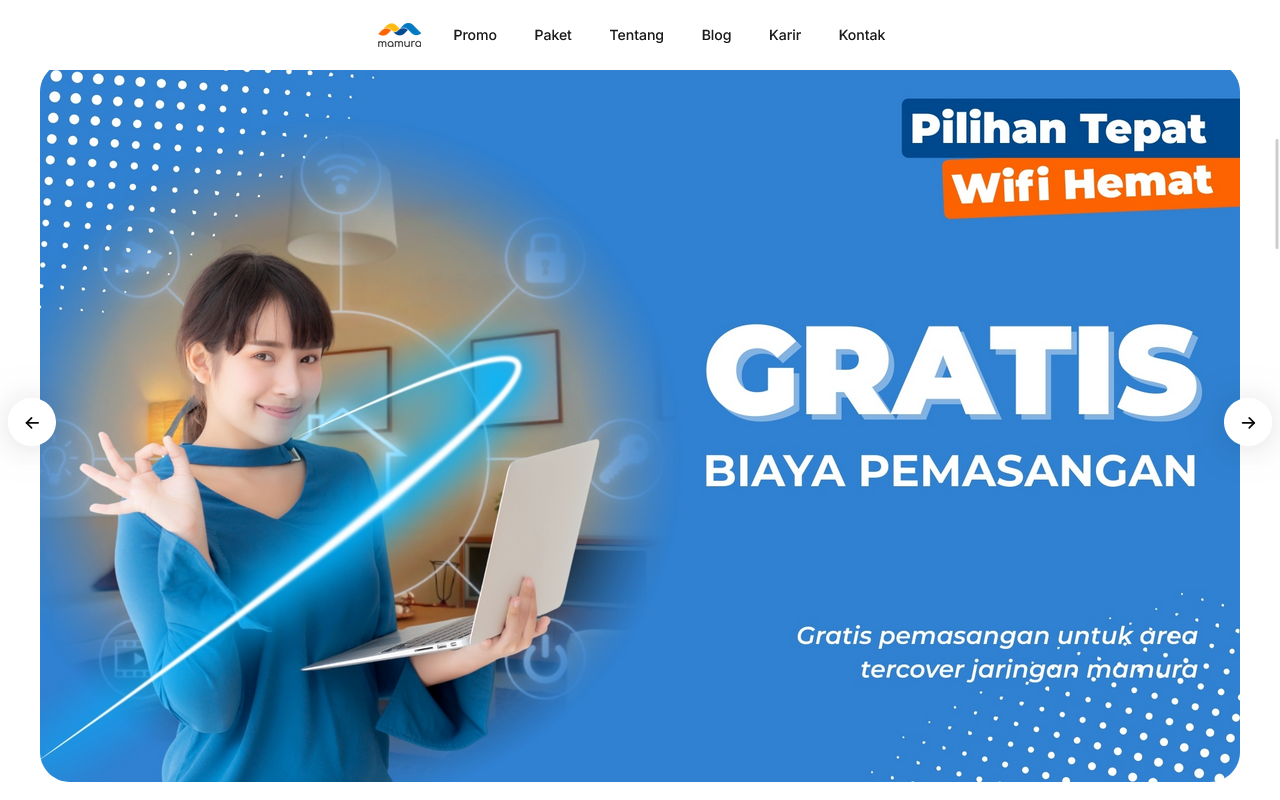 mamura
Promo
Paket
Tentang
Blog
Karir
Kontak
Pilihan Tepat
Wifi Hemat
GRATIS
BIAYA PEMASANGAN
Gratis pemasangan untuk area
tercover jaringan mamura